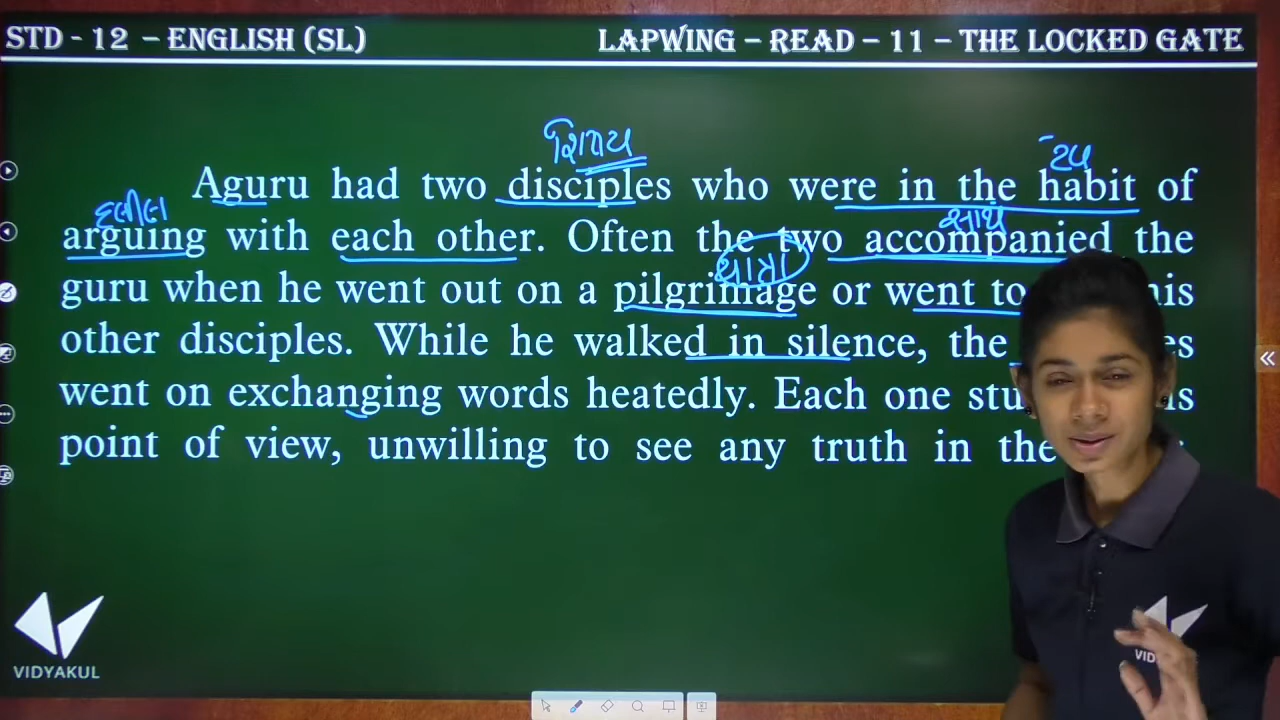 STD - 12 – ENGLISH (SL)
LAPWING – READ – 11 – THE LOCKED GATE
શિષ્ય
ટેવ
Aguru had two disciples who were in the habit of
દલીલ
સાથે
arguing with each other. Often the two accompanied the
યાત્રા
guru when he went out on a pilgrimage or went to his
other disciples. While he walked in silence, the
went on exchanging words heatedly. Each one
point of view, unwilling to see any truth in the
VIDYAKUL